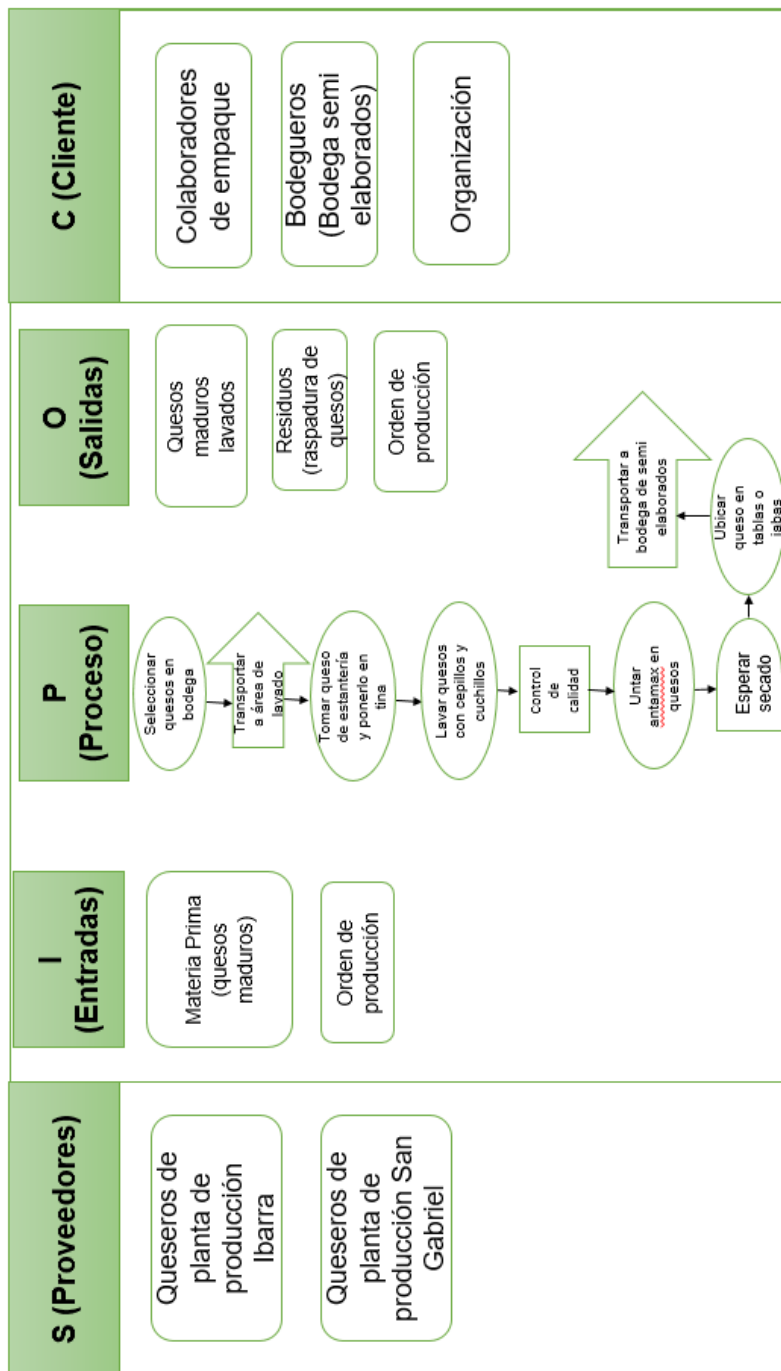 S (Proveedores)
Queseros de
planta de
producción
Ibarra
Queseros de
planta de
producción San
Gabriel
I
(Entradas)
Materia Prima
(quesos
maduros)
Orden de
producción
P
(Proceso)
Seleccionar
quesos en
bodega
Transportar
a área de
lavado
Tomar queso
de estantería
y ponerlo en
tina
Lavar quesos
con cepillos y
cuchillos
Control
de
calidad
Untar
antamax en
quesos
Esperar
secado
Ubicar
queso en
tablas o
jabas
Transportar a
bodega de semi
elaborados
O
(Salidas)
Quesos
maduros
lavados
Residuos
(raspadura de
quesos)
Orden de
producción
C (Cliente)
Colaboradores
de empaque
Bodegueros
(Bodega semi
elaborados)
Organización